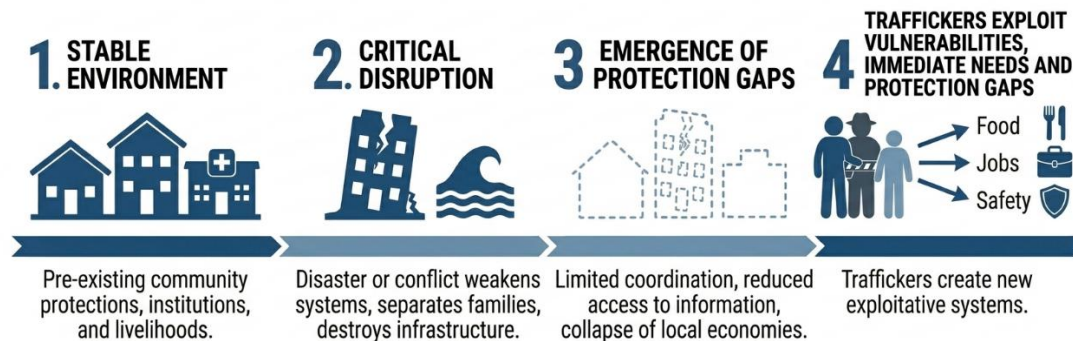 1. STABLE
ENVIRONMENT
Pre-existing community
protections, institutions,
and livelihoods.
2. CRITICAL
DISRUPTION
Disaster or conflict weakens
systems, separates families,
destroys infrastructure.
3 EMERGENCE OF
PROTECTION GAPS
Limited coordination, reduced
access to information,
collapse of local economies.
4 TRAFFICKERS EXPLOIT
VULNERABILITIES,
IMMEDIATE NEEDS AND
PROTECTION GAPS
Food
Jobs
Safety
Traffickers create new
exploitative systems.